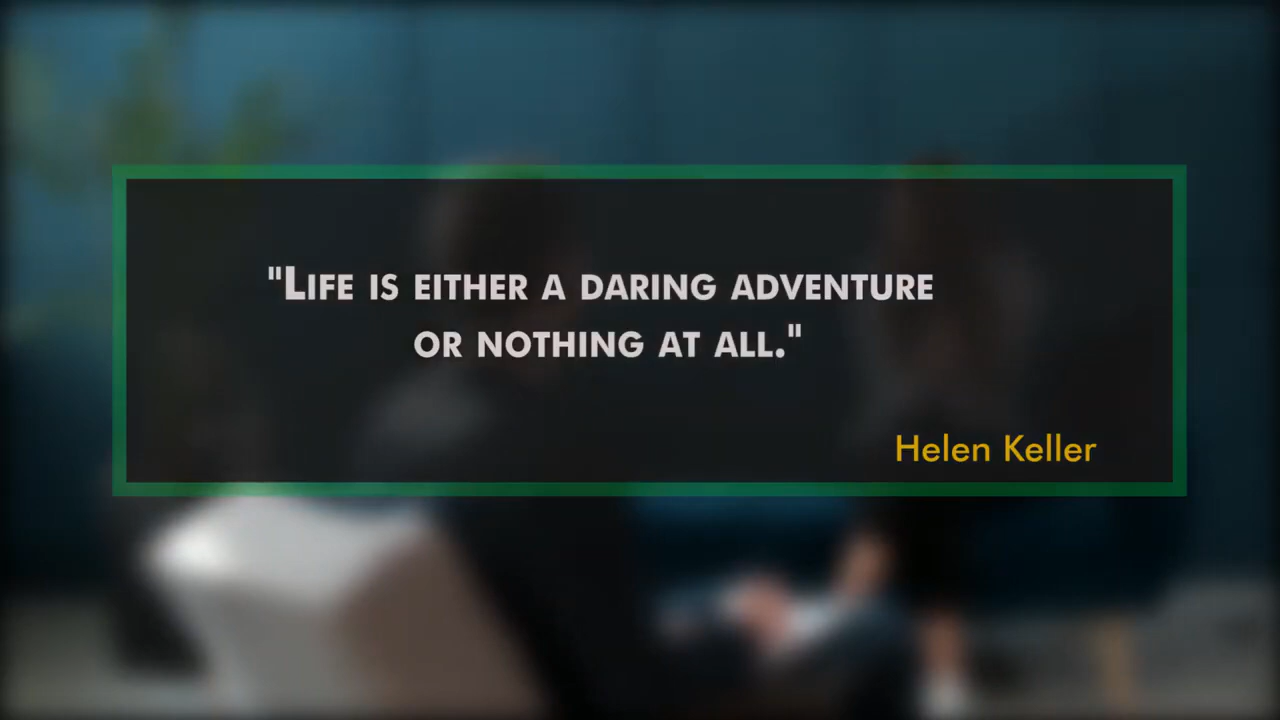 "Life is either a daring adventure
or nothing at all."
Helen Keller